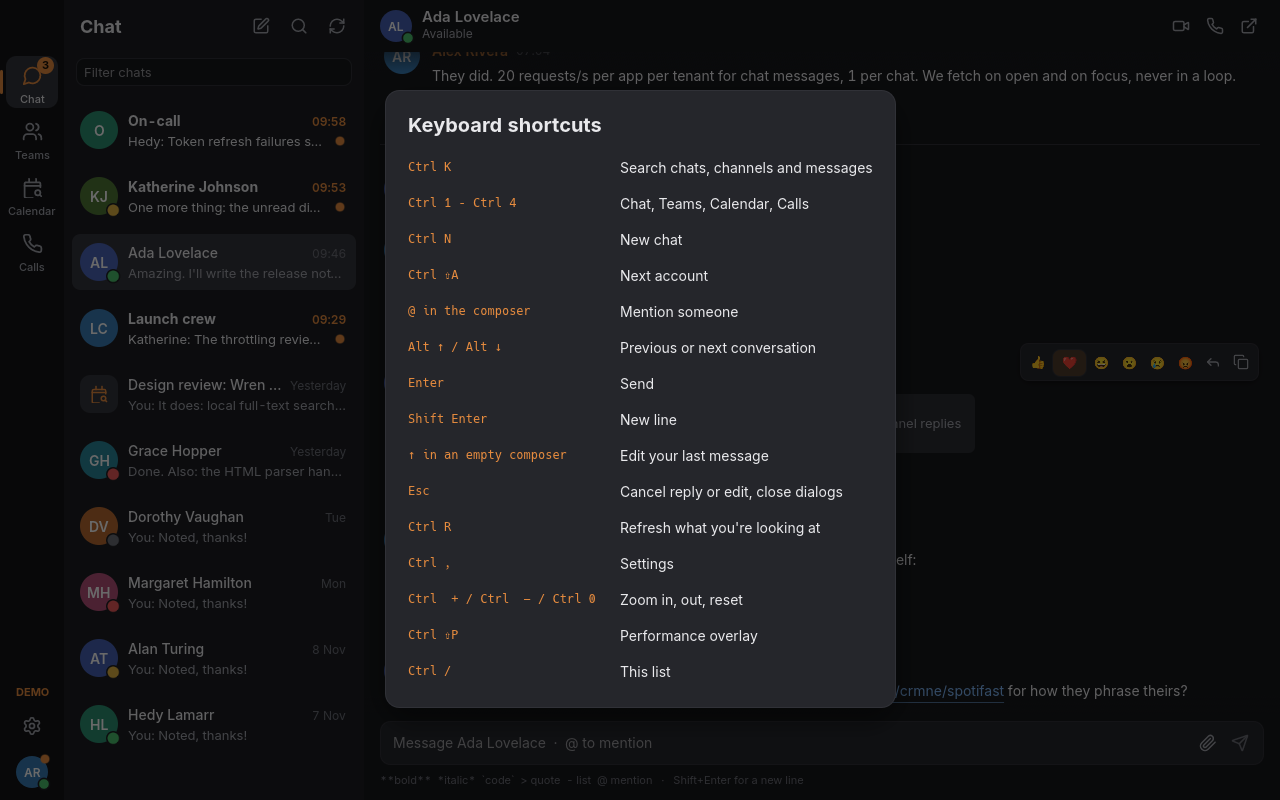 Chat
3
Chat
Teams
Calendar
Calls
DEMO
AR
Filter chats
O
On-call
09:58
Hedy: Token refresh failures s...
KJ
Katherine Johnson
09:53
One more thing: the unread di...
AL
Ada Lovelace
09:46
Amazing. I'll write the release not...
LC
Launch crew
09:29
Katherine: The throttling revie...
Design review: Wren ...
Yesterday
You: It does: local full-text search...
GH
Grace Hopper
Yesterday
Done. Also: the HTML parser han...
DV
Dorothy Vaughan
Tue
You: Noted, thanks!
MH
Margaret Hamilton
Mon
You: Noted, thanks!
AT
Alan Turing
8 Nov
You: Noted, thanks!
HL
Hedy Lamarr
7 Nov
You: Noted, thanks!
AL
Ada Lovelace
Available
AR
Alex Rivera
They did. 20 requests/s per app per tenant for chat messages, 1 per chat. We fetch on open and on focus, never in a loop.
Keyboard shortcuts
Ctrl K Search chats, channels and messages
Ctrl 1 - Ctrl 4 Chat, Teams, Calendar, Calls
Ctrl N New chat
Ctrl ⇧A Next account
@ in the composer Mention someone
Alt ↑ / Alt ↓ Previous or next conversation
Enter Send
Shift Enter New line
↑ in an empty composer Edit your last message
Esc Cancel reply or edit, close dialogs
Ctrl R Refresh what you're looking at
Ctrl , Settings
Ctrl + / Ctrl − / Ctrl 0 Zoom in, out, reset
Ctrl ⇧P Performance overlay
Ctrl / This list
nnel replies
elf:
/crmne/spotifast for how they phrase theirs?
Message Ada Lovelace · @ to mention
**bold** *italic* `code` > quote - list @ mention · Shift+Enter for a new line